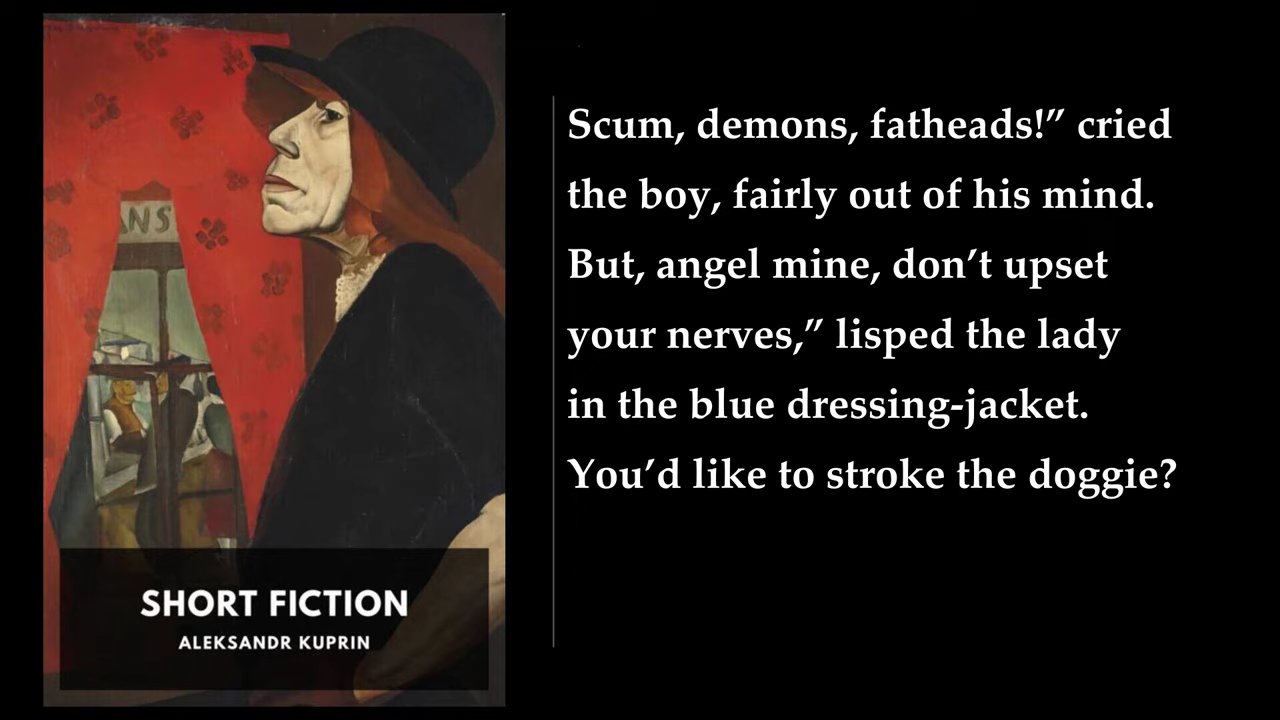 ANS
SHORT FICTION
ALEKSANDR KUPRIN
Scum, demons, fatheads!” cried
the boy, fairly out of his mind.
But, angel mine, don’t upset
your nerves,” lisped the lady
in the blue dressing-jacket.
You’d like to stroke the doggie?